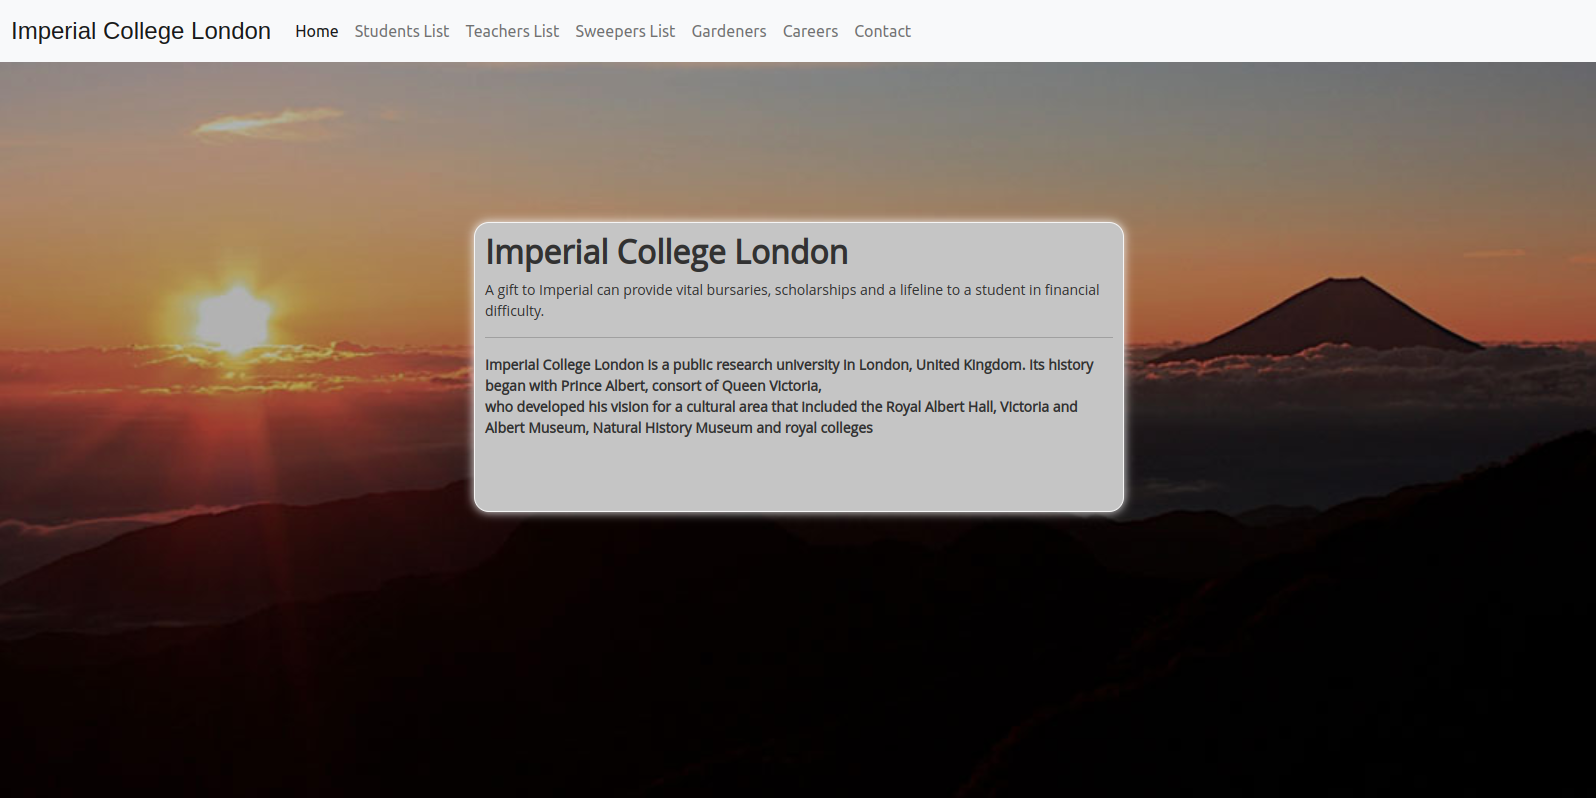 Imperial College London Home Students List Teachers List Sweepers List Gardeners Careers Contact
Imperial College London
A gift to Imperial can provide vital bursaries, scholarships and a lifeline to a student in financial
difficulty.
Imperial College London is a public research university in London, United Kingdom. Its history
began with Prince Albert, consort of Queen Victoria,
who developed his vision for a cultural area that included the Royal Albert Hall, Victoria and
Albert Museum, Natural History Museum and royal colleges